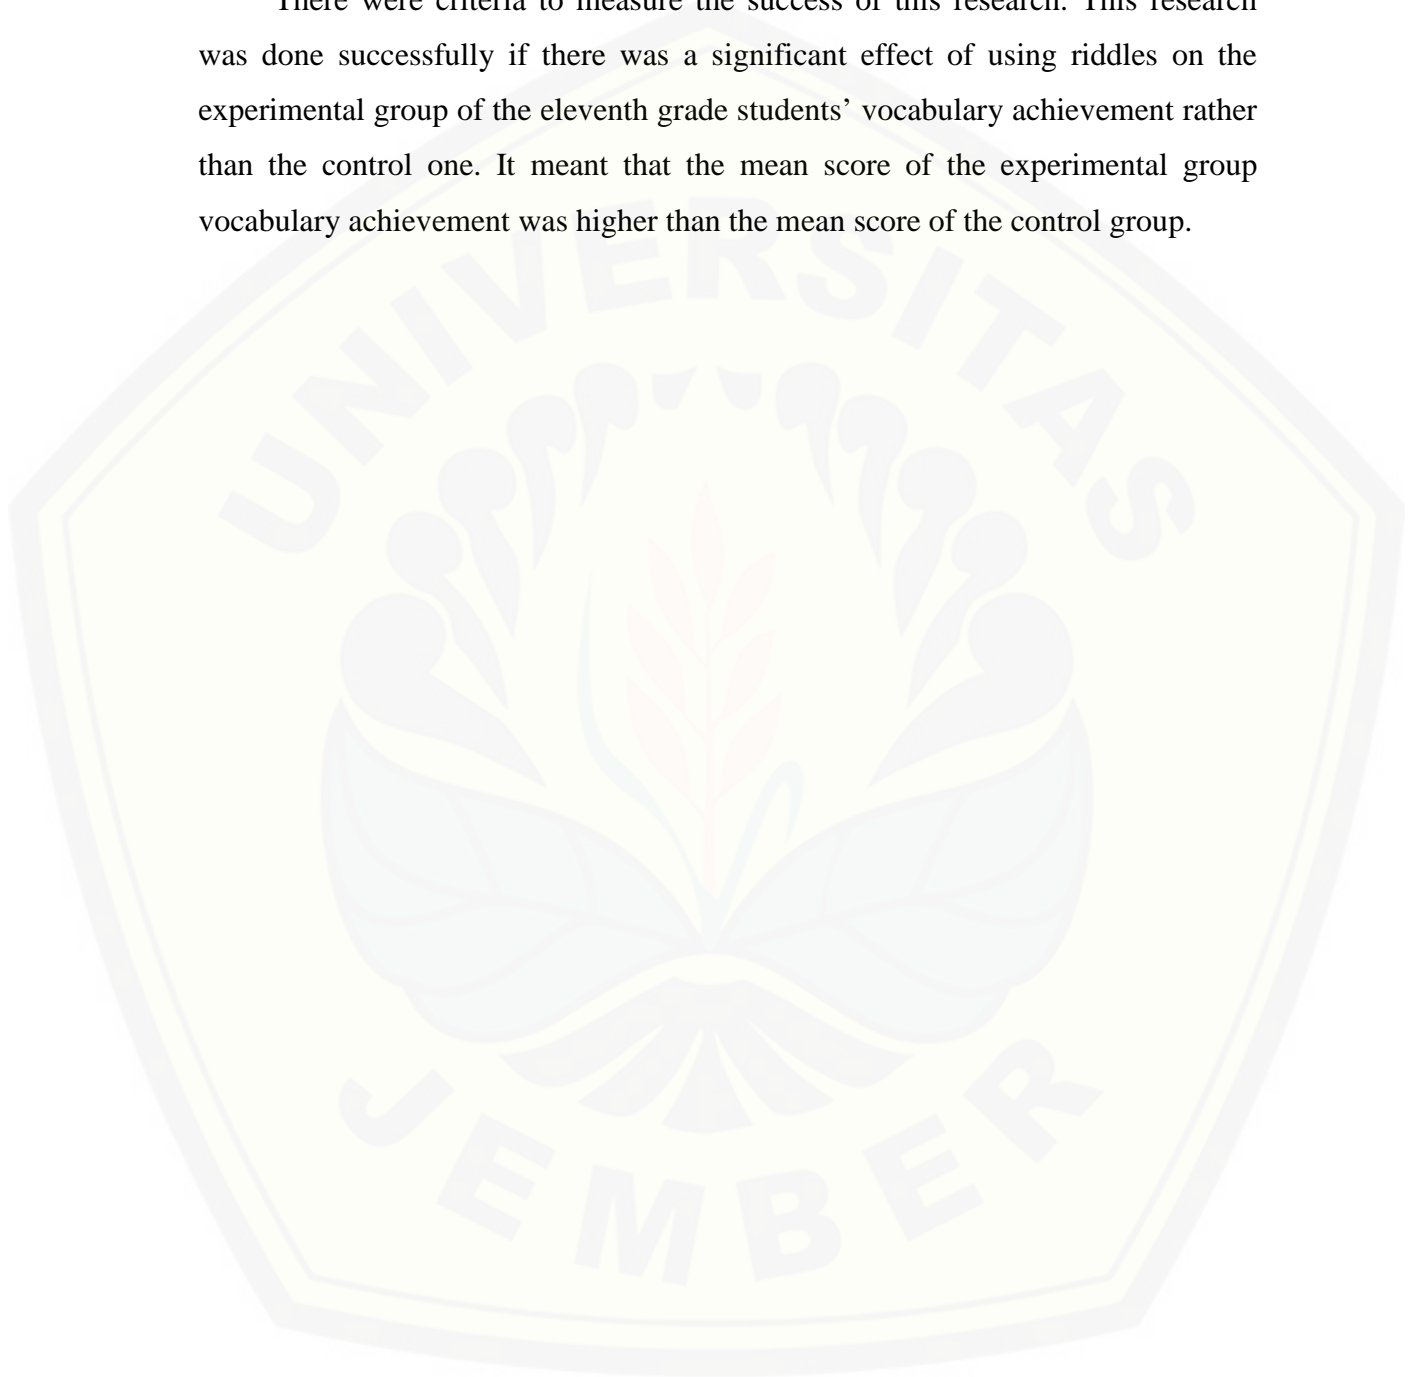 There were criteria to measure the success of this research. This research
was done successfully if there was a significant effect of using riddles on the
experimental group of the eleventh grade students’ vocabulary achievement rather
than the control one. It meant that the mean score of the experimental group
vocabulary achievement was higher than the mean score of the control group.
UNIVERSITAS
JEMBER